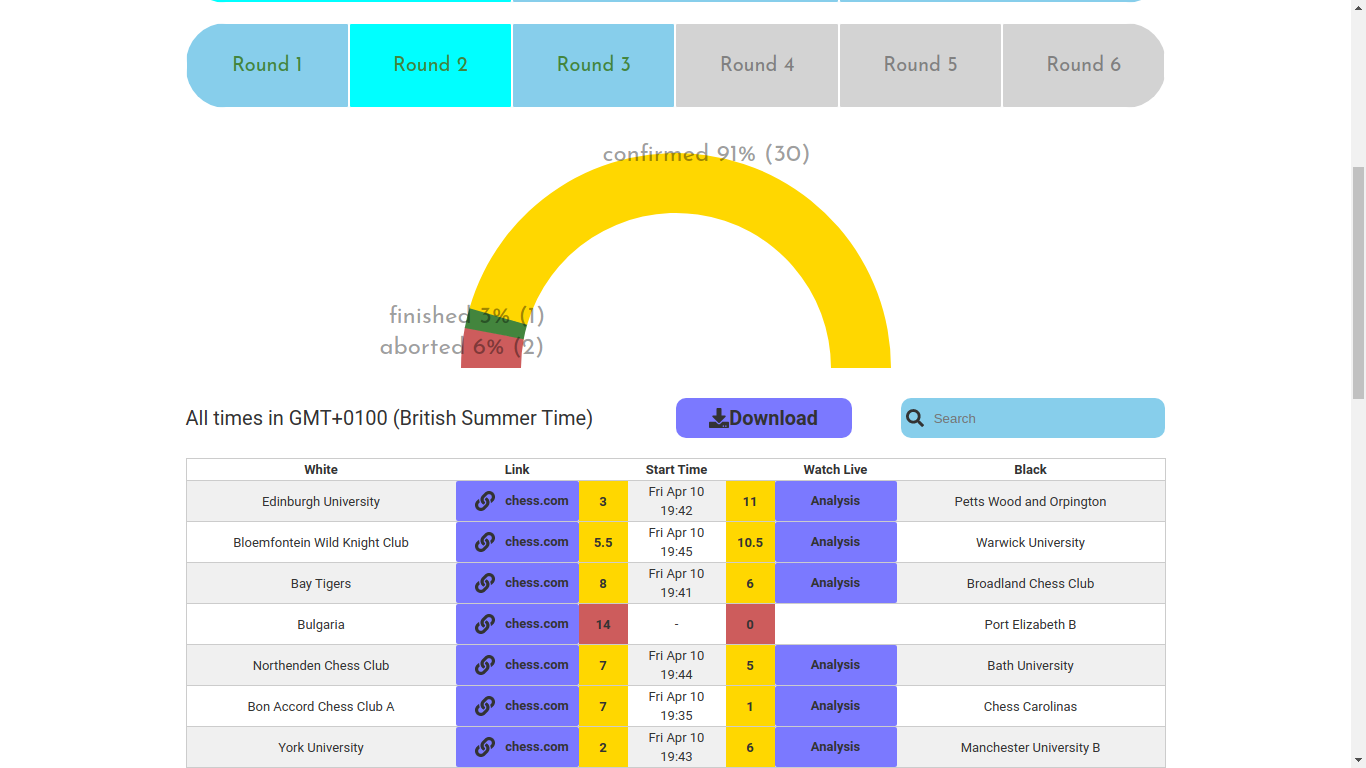 Round 1 Round 2 Round 3 Round 4 Round 5 Round 6
confirmed 91% (30)
finished 3% (1)
aborted 6% (2)
All times in GMT+0100 (British Summer Time) Download Search
White Link Start Time Watch Live Black
Edinburgh University chess.com 3 Fri Apr 10 19:42 11 Analysis Petts Wood and Orpington
Bloemfontein Wild Knight Club chess.com 5.5 Fri Apr 10 19:45 10.5 Analysis Warwick University
Bay Tigers chess.com 8 Fri Apr 10 19:41 6 Analysis Broadland Chess Club
Bulgaria chess.com 14 - 0 Port Elizabeth B
Northenden Chess Club chess.com 7 Fri Apr 10 19:44 5 Analysis Bath University
Bon Accord Chess Club A chess.com 7 Fri Apr 10 19:35 1 Analysis Chess Carolinas
York University chess.com 2 Fri Apr 10 19:43 6 Analysis Manchester University B